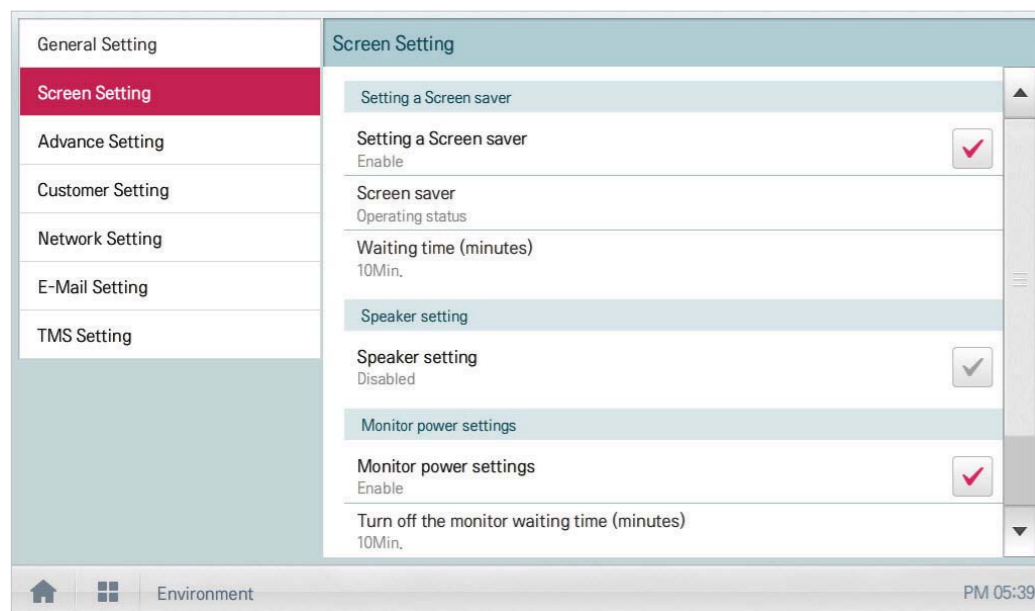 General Setting
Screen Setting
Advance Setting
Customer Setting
Network Setting
E-Mail Setting
TMS Setting
Screen Setting
Setting a Screen saver
Setting a Screen saver
Enable
Screen saver
Operating status
Waiting time (minutes)
10Min.
Speaker setting
Speaker setting
Disabled
Monitor power settings
Monitor power settings
Enable
Turn off the monitor waiting time (minutes)
10Min.
Environment
PM 05:39